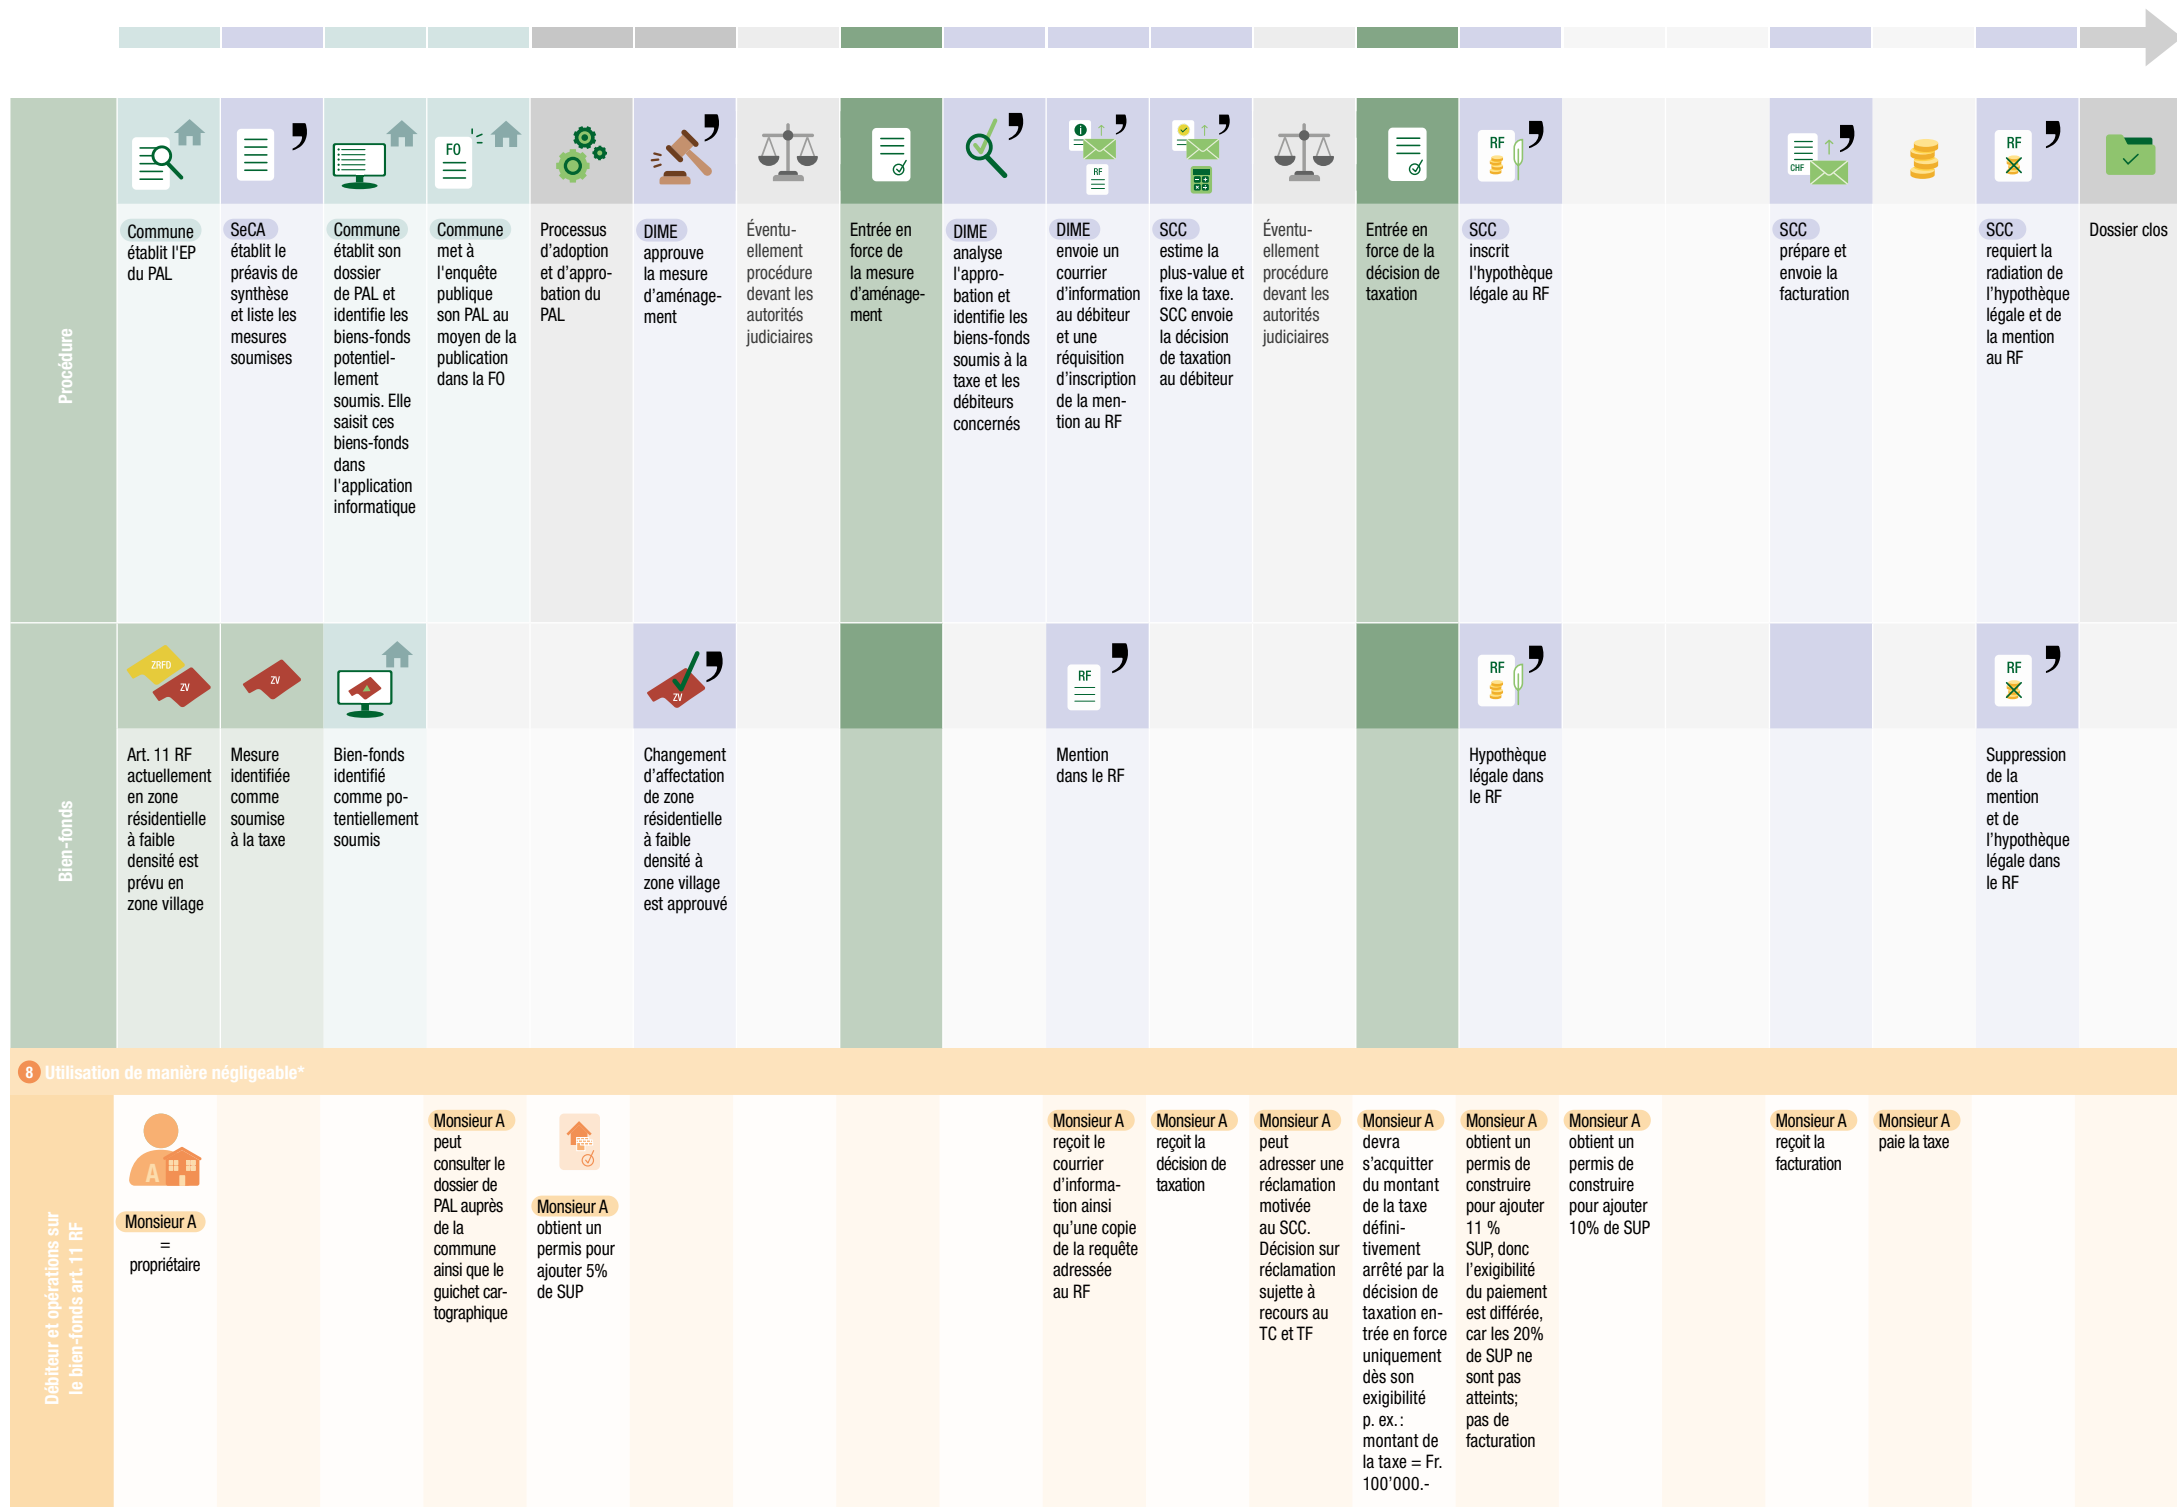 FO
RF
RF
CHF
RF
Procédure
Commune
établit l'EP
du PAL
SeCA
établit le
préavis de
synthèse
et liste les
mesures
soumises
Commune
établit son
dossier
de PAL et
identifie les
biens-fonds
potentiel-
lement
soumis. Elle
saisit ces
biens-fonds
dans
l'application
informatique
Commune
met à
l'enquête
publique
son PAL au
moyen de la
publication
dans la FO
Processus
d'adoption
et d'appro-
bation du
PAL
DIME
approuve
la mesure
d'aménage-
ment
Éventu-
ellement
procédure
devant les
autorités
judiciaires
Entrée en
force de
la mesure
d'aménage-
ment
DIME
analyse
l'appro-
bation et
identifie les
biens-fonds
soumis à la
taxe et les
débiteurs
concernés
DIME
envoie un
courrier
d'information
au débiteur
et une
réquisition
d'inscription
de la men-
tion au RF
SCC
estime la
plus-value et
fixe la taxe.
SCC envoie
la décision
de taxation
au débiteur
Éventu-
ellement
procédure
devant les
autorités
judiciaires
Entrée en
force de la
décision de
taxation
SCC
inscrit
l'hypothèque
légale au RF
SCC
prépare et
envoie la
facturation
SCC
requiert la
radiation de
l'hypothèque
légale et de
la mention
au RF
Dossier clos
Bien-fonds
ZRFD
ZV
ZV
ZV
RF
RF
RF
Art. 11 RF
actuellement
en zone
résidentielle
à faible
densité est
prévu en
zone village
Mesure
identifiée
comme
soumise
à la taxe
Bien-fonds
identifié
comme po-
tentiellement
soumis
Changement
d'affectation
de zone
résidentielle
à faible
densité à
zone village
est approuvé
Mention
dans le RF
Hypothèque
légale dans
le RF
Suppression
de la
mention
et de
l'hypothèque
légale dans
le RF
8 Utilisation de manière négligeable*
Débiteur et opérations sur
le bien-fonds art. 11 RF
A
Monsieur A
=
propriétaire
Monsieur A
peut
consulter le
dossier de
PAL auprès
de la
commune
ainsi que le
guichet car-
tographique
Monsieur A
obtient un
permis pour
ajouter 5%
de SUP
Monsieur A
reçoit le
courrier
d'informa-
tion ainsi
qu'une copie
de la requête
adressée
au RF
Monsieur A
reçoit la
décision de
taxation
Monsieur A
peut
adresser une
réclamation
motivée
au SCC.
Décision sur
réclamation
sujette à
recours au
TC et TF
Monsieur A
devra
s'acquitter
du montant
de la taxe
défini-
tivement
arrêté par la
décision de
taxation en-
trée en force
uniquement
dès son
exigibilité
p. ex.:
montant de
la taxe = Fr.
100'000.-
Monsieur A
obtient un
permis de
construire
pour ajouter
11 %
SUP, donc
l'exigibilité
du paiement
est différée,
car les 20%
de SUP ne
sont pas
atteints;
pas de
facturation
Monsieur A
obtient un
permis de
construire
pour ajouter
10% de SUP
Monsieur A
reçoit la
facturation
Monsieur A
paie la taxe